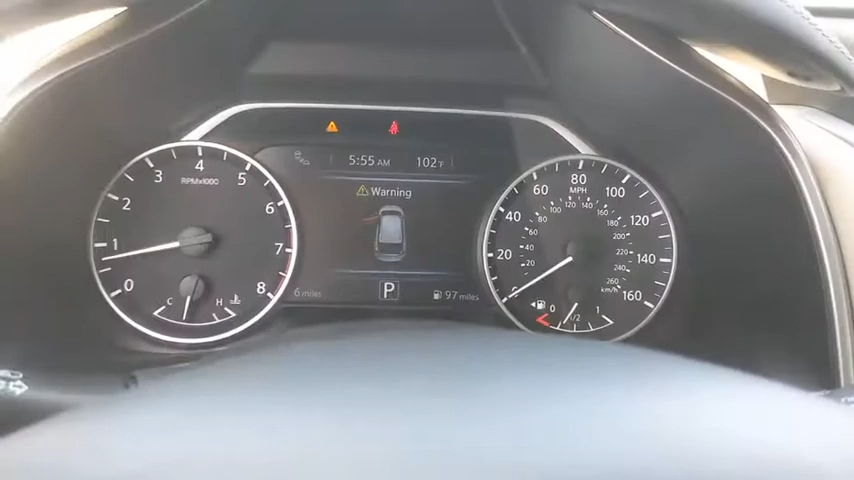 5:55 AM 102°F
Warning
0 1 2 3 4 5 6 7 8
RPMx1000
C H
6 miles
P
97 miles
0 20 40 60 80 100 120 140 160
MPH
20 40 60 80 100 120 140 160 180 200 220 240 260
km/h
0 1/2 1